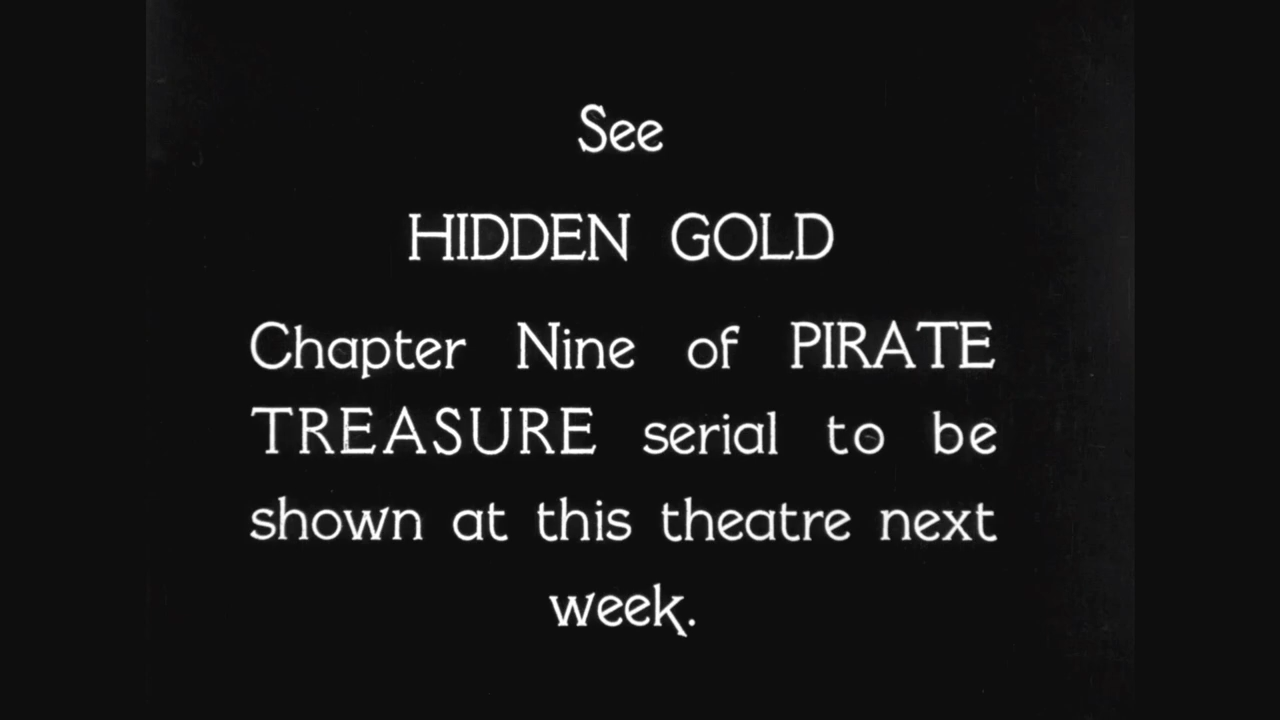 See
HIDDEN GOLD
Chapter Nine of PIRATE
TREASURE serial to be
shown at this theatre next
week.